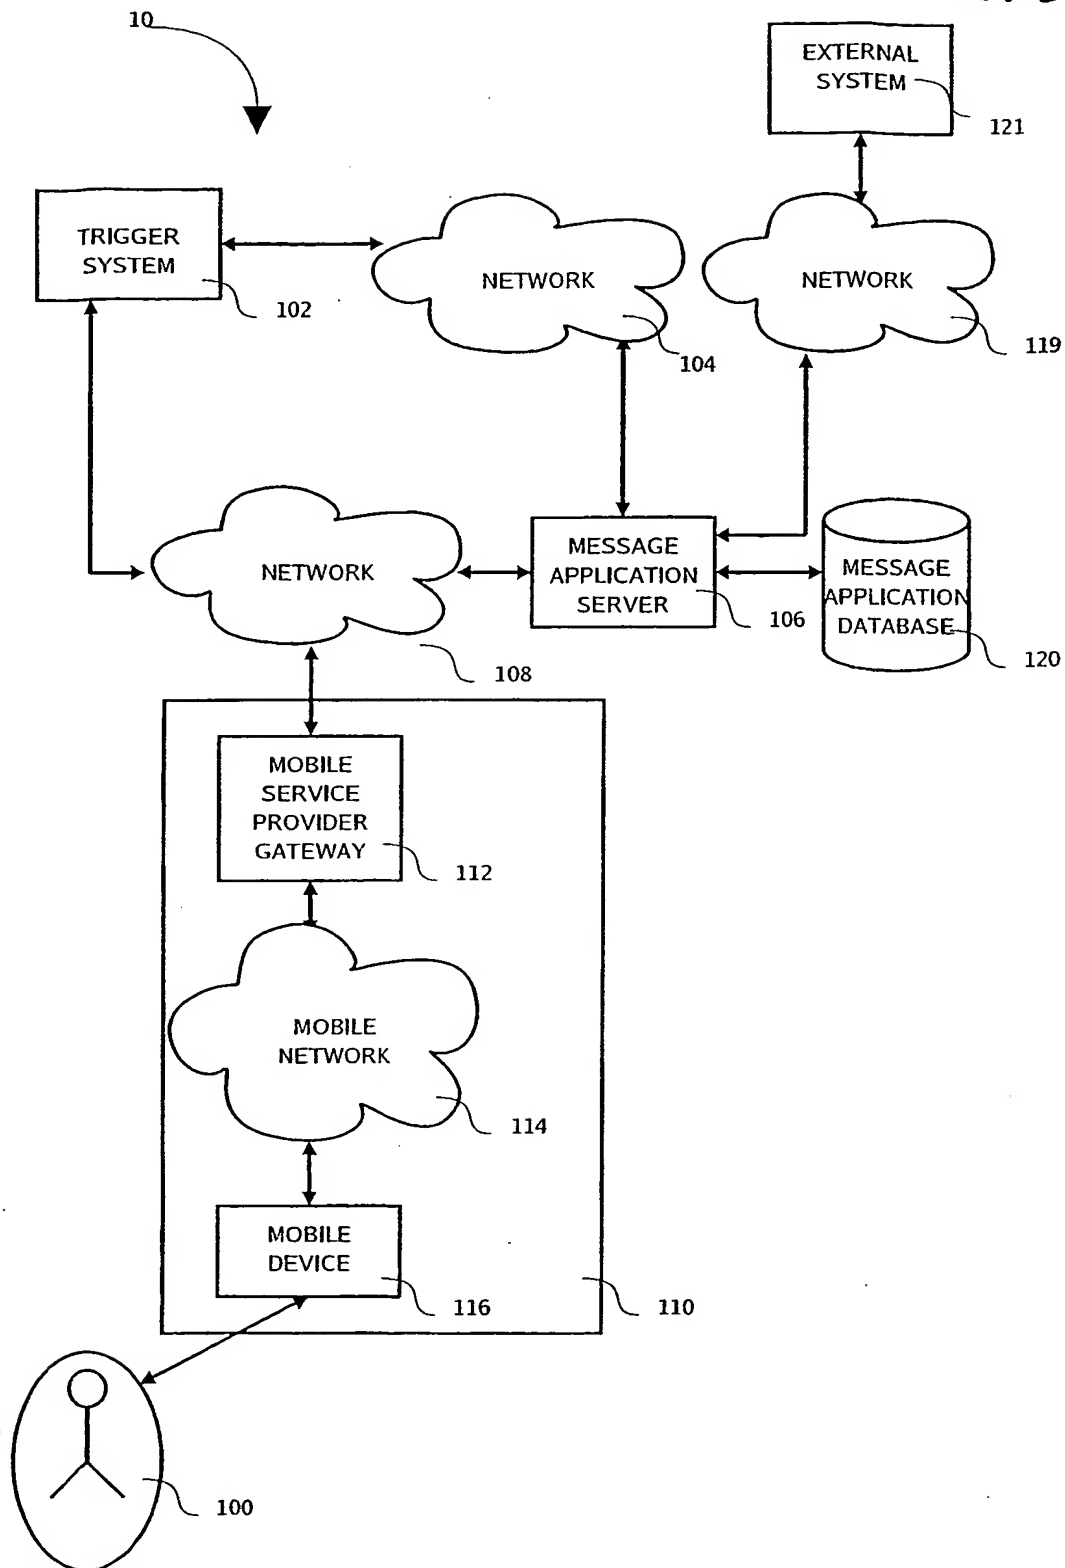 10
EXTERNAL
SYSTEM
121
TRIGGER
SYSTEM
102
NETWORK
104
NETWORK
119
NETWORK
108
MESSAGE
APPLICATION
SERVER
106
MESSAGE
APPLICATION
DATABASE
120
MOBILE
SERVICE
PROVIDER
GATEWAY
112
MOBILE
NETWORK
114
MOBILE
DEVICE
116
110
100